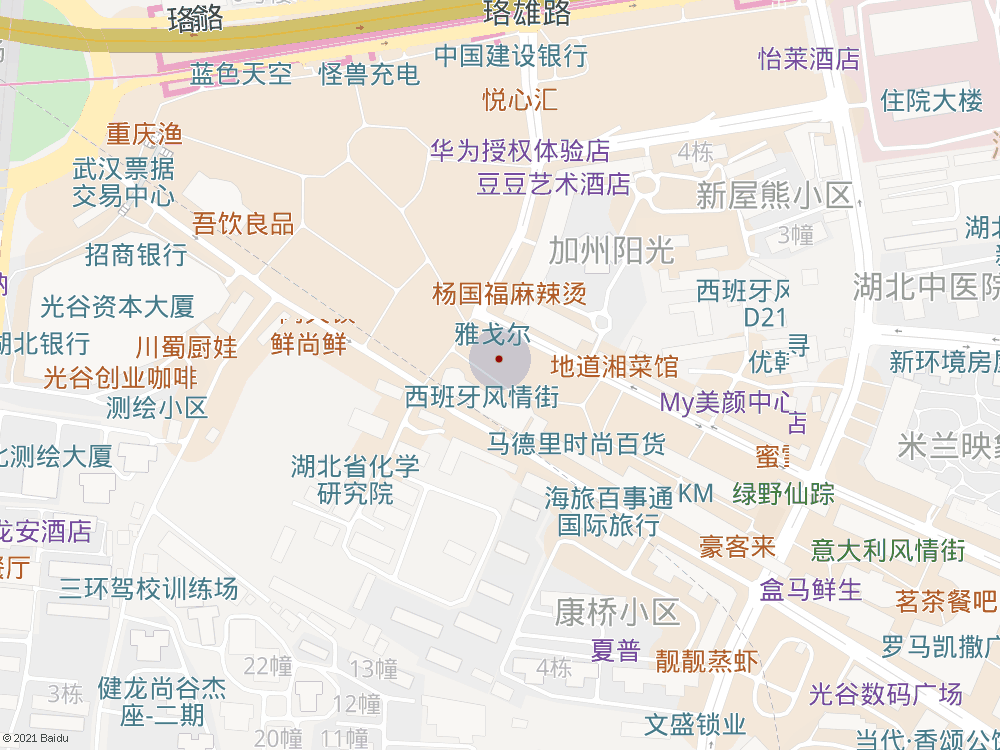 珞雄路
中国建设银行
怡莱酒店
蓝色天空
怪兽充电
悦心汇
住院大楼
重庆渔
华为授权体验店
4栋
武汉票据
交易中心
豆豆艺术酒店
新屋熊小区
吾饮良品
3幢
湖北
加州阳光
招商银行
湖北中医院
杨国福麻辣烫
西班牙风
D21
光谷资本大厦
雅戈尔
湖北银行
川蜀厨娃
鲜尚鲜
寻
地道湘菜馆
新环境房屋
光谷创业咖啡
西班牙风情街
My美颜中心
测绘小区
店
马德里时尚百货
米兰映象
北测绘大厦
湖北省化学
研究院
海旅百事通
国际旅行
KM
绿野仙踪
龙安酒店
豪客来
意大利风情街
餐厅
三环驾校训练场
盒马鲜生
茗茶餐吧
康桥小区
夏普
靓靓蒸虾
罗马凯撒广
22幢
13幢
4栋
3栋
健龙尚谷杰
座-二期
12幢
光谷数码广场
文盛锁业
20幢
11幢
当代·香颂公馆
© 2021 Baidu